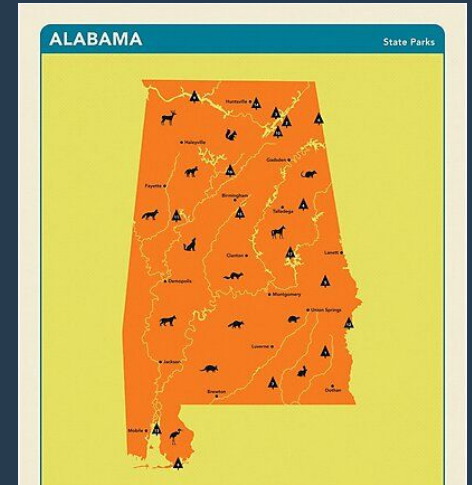 ALABAMA
State Parks
Huntsville
Haleyville
Gadsden
Fayette
Birmingham
Talladega
Clanton
Lanett
Demopolis
Montgomery
Union Springs
Luverne
Jackson
Brewton
Dothan
Mobile